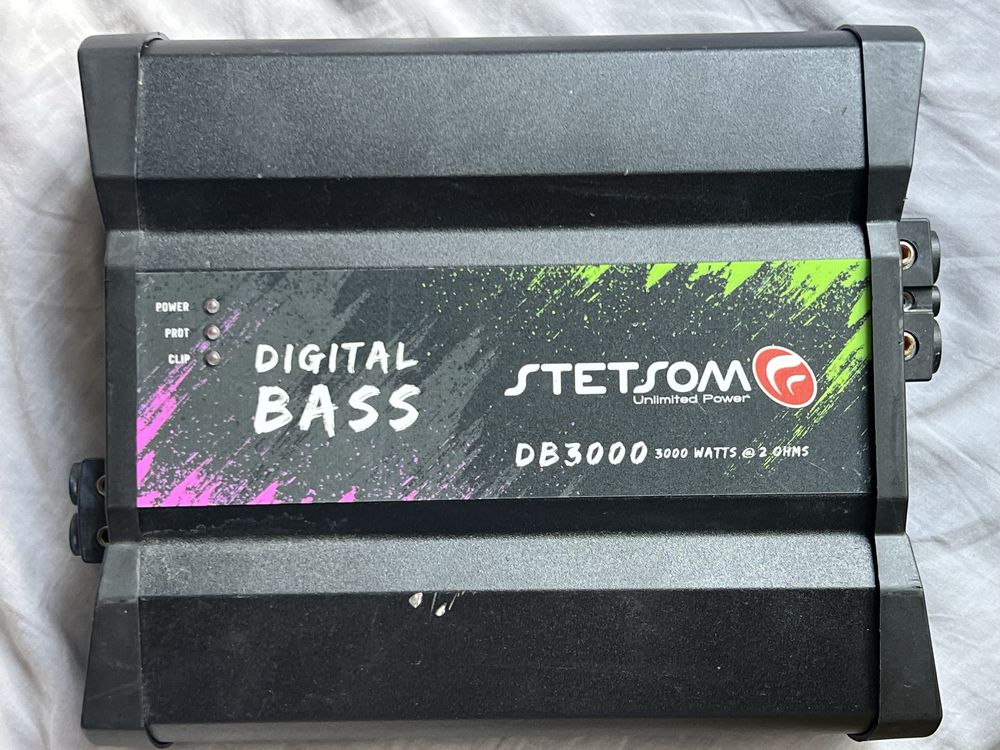 POWER
PROT
CLIP
DIGITAL
BASS
STETSOM
Unlimited Power
DB3000 3000 WATTS @ 2 OHMS